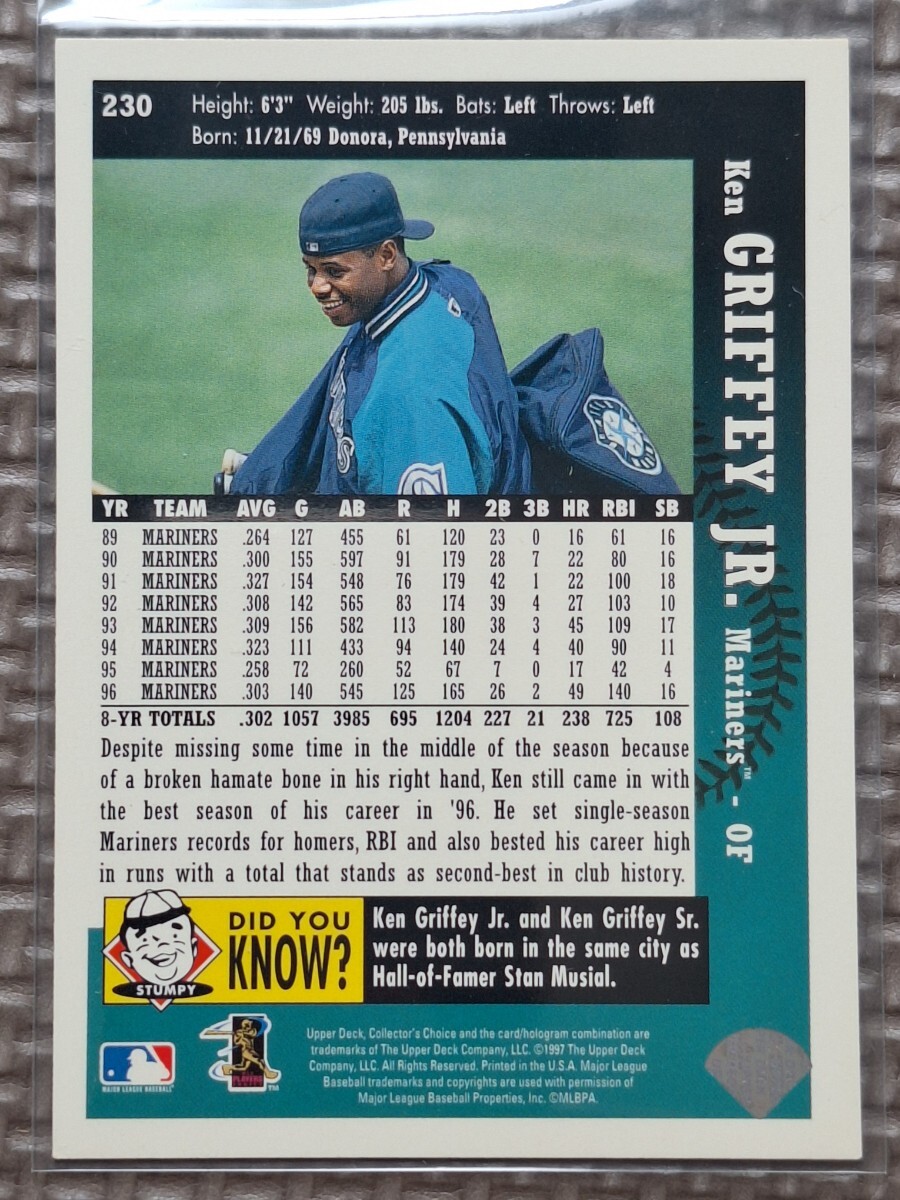 230
Height: 6'3" Weight: 205 lbs. Bats: Left Throws: Left
Born: 11/21/69 Donora, Pennsylvania
Ken GRIFFEY JR. Mariners™ - OF
YR TEAM AVG G AB R H 2B 3B HR RBI SB
89 MARINERS .264 127 455 61 120 23 0 16 61 16
90 MARINERS .300 155 597 91 179 28 7 22 80 16
91 MARINERS .327 154 548 76 179 42 1 22 100 18
92 MARINERS .308 142 565 83 174 39 4 27 103 10
93 MARINERS .309 156 582 113 180 38 3 45 109 17
94 MARINERS .323 111 433 94 140 24 4 40 90 11
95 MARINERS .258 72 260 52 67 7 0 17 42 4
96 MARINERS .303 140 545 125 165 26 2 49 140 16
8-YR TOTALS .302 1057 3985 695 1204 227 21 238 725 108
Despite missing some time in the middle of the season because
of a broken hamate bone in his right hand, Ken still came in with
the best season of his career in '96. He set single-season
Mariners records for homers, RBI and also bested his career high
in runs with a total that stands as second-best in club history.
STUMPY
DID YOU
KNOW?
Ken Griffey Jr. and Ken Griffey Sr.
were both born in the same city as
Hall-of-Famer Stan Musial.
MAJOR LEAGUE BASEBALL
PLAYERS
™
Upper Deck, Collector's Choice and the card/hologram combination are
trademarks of The Upper Deck Company, LLC. ©1997 The Upper Deck
Company, LLC. All Rights Reserved. Printed in the U.S.A. Major League
Baseball trademarks and copyrights are used with permission of
Major League Baseball Properties, Inc. ©MLBPA.